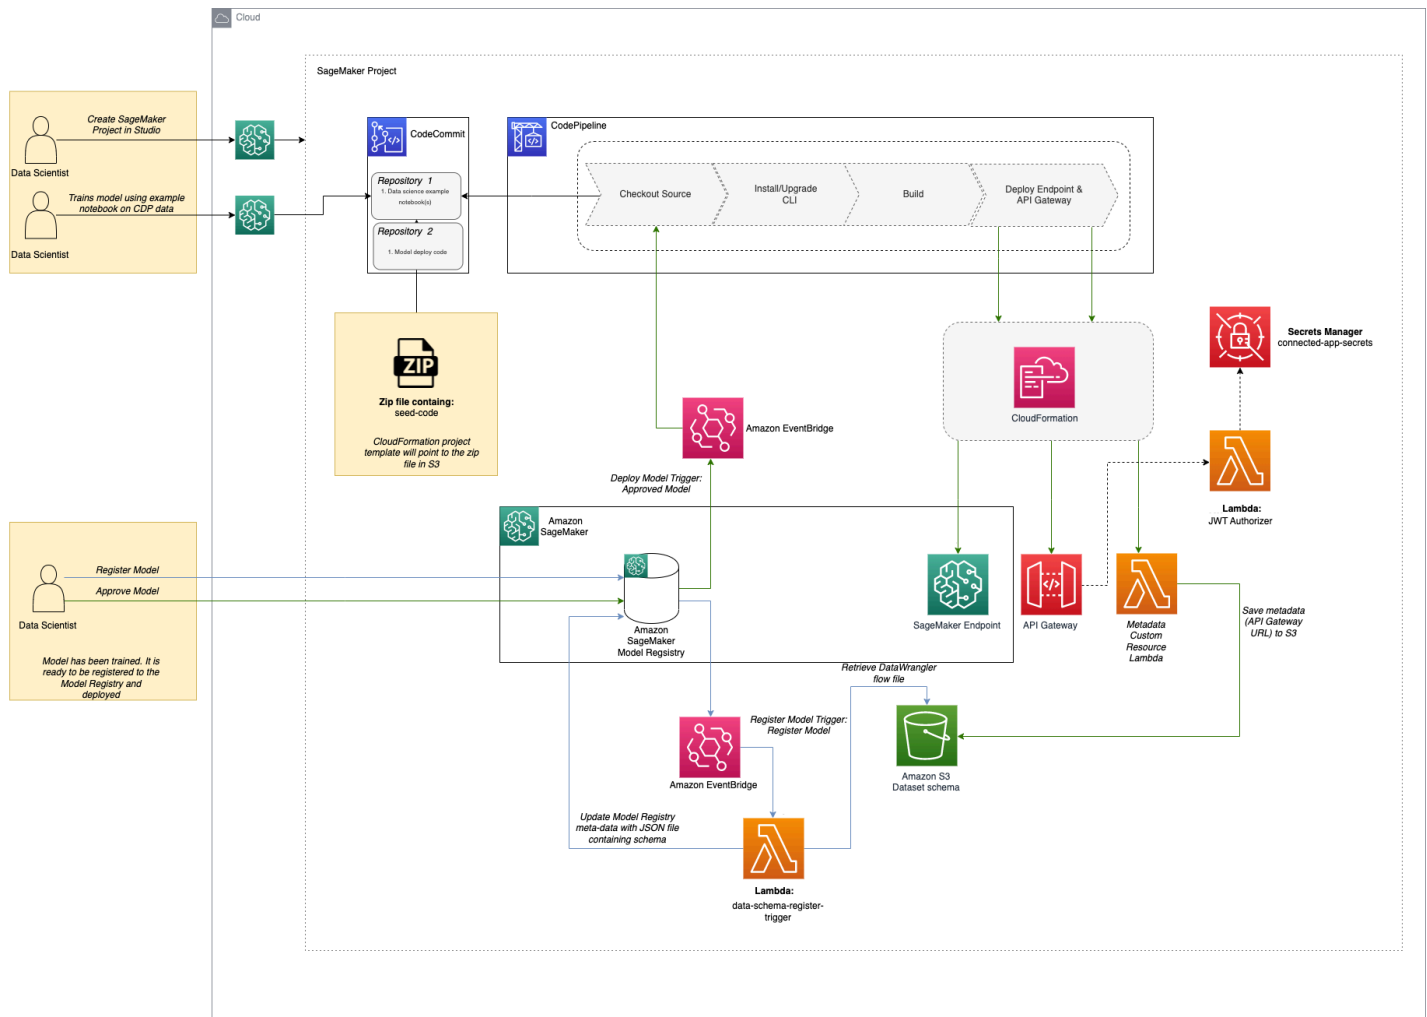 Cloud
SageMaker Project
Create SageMaker
Project in Studio
Data Scientist
Trains model using example
notebook on CDP data
Data Scientist
CodeCommit
Repository 1
1. Data science example
notebook(s)
Repository 2
1. Model deploy code
CodePipeline
Checkout Source
Install/Upgrade
CLI
Build
Deploy Endpoint &
API Gateway
ZIP
Zip file containg:
seed-code
CloudFormation project
template will point to the zip
file in S3
Amazon EventBridge
Deploy Model Trigger:
Approved Model
CloudFormation
Secrets Manager
connected-app-secrets
Lambda:
JWT Authorizer
Amazon
SageMaker
Register Model
Approve Model
Data Scientist
Model has been trained. It is
ready to be registered to the
Model Registry and
deployed
Amazon
SageMaker
Model Regsistry
SageMaker Endpoint
API Gateway
Metadata
Custom
Resource
Lambda
Save metadata
(API Gateway
URL) to S3
Retrieve DataWrangler
flow file
Register Model Trigger:
Register Model
Amazon EventBridge
Amazon S3
Dataset schema
Update Model Registry
meta-data with JSON file
containing schema
Lambda:
data-schema-register-
trigger